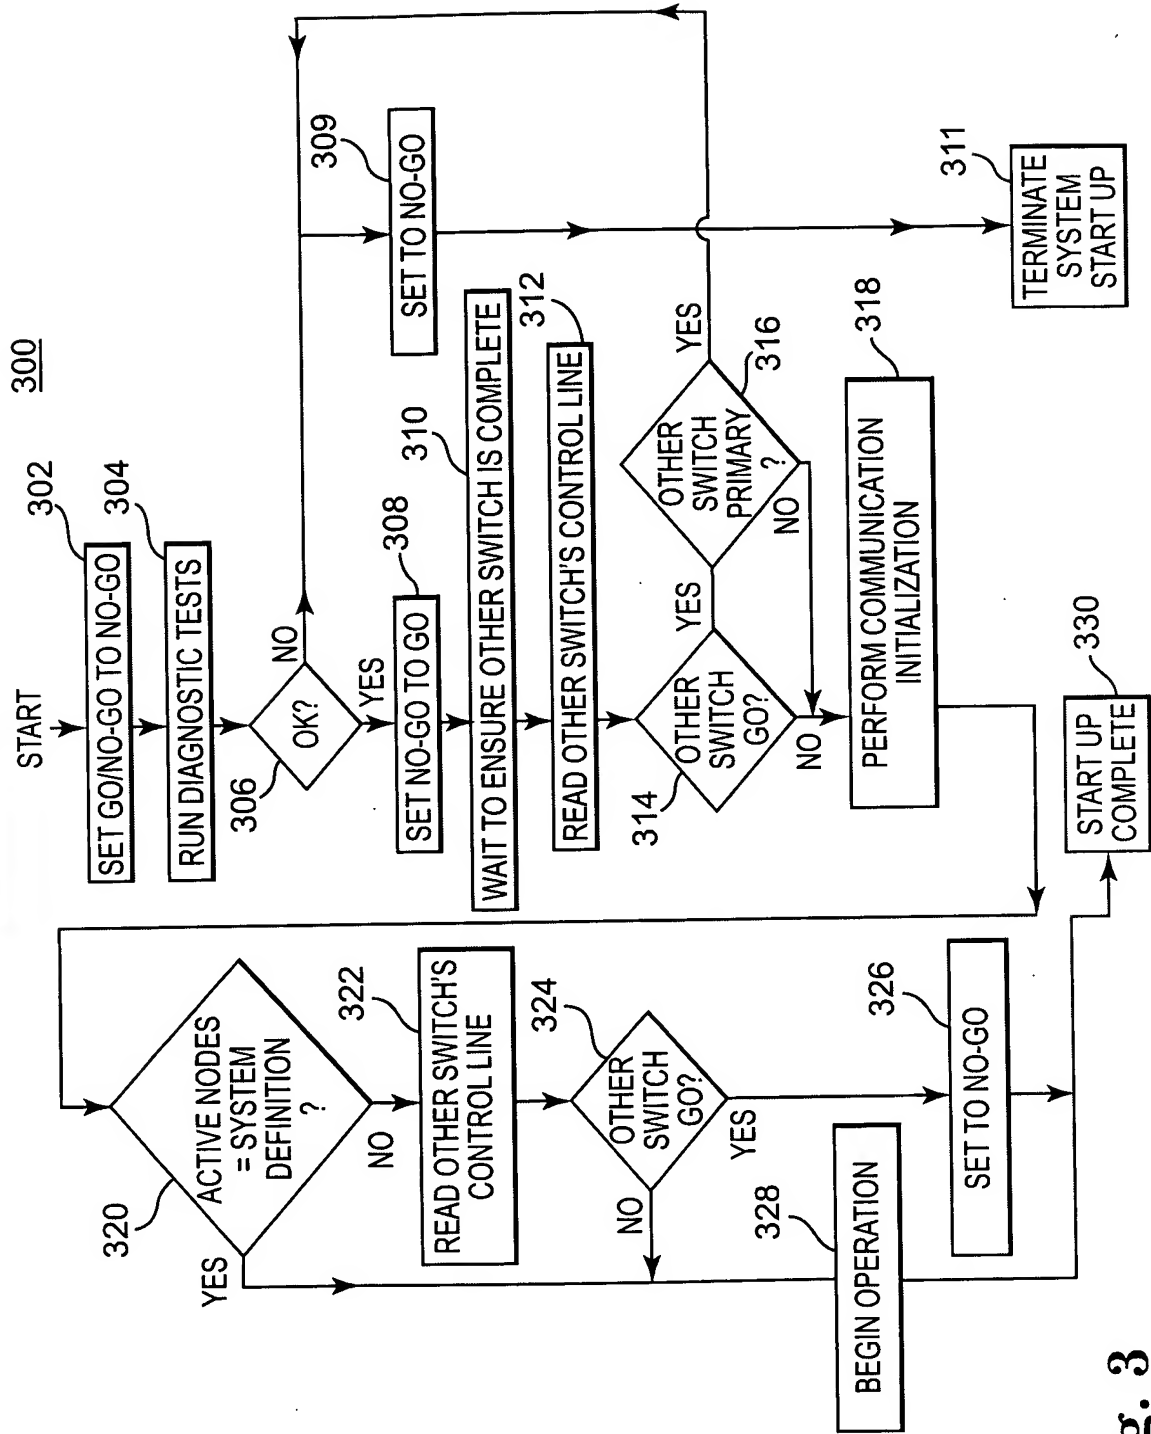 300
START
SET GO/NO-GO TO NO-GO
302
RUN DIAGNOSTIC TESTS
304
OK?
306
NO
YES
SET NO-GO TO GO
308
SET TO NO-GO
309
WAIT TO ENSURE OTHER SWITCH IS COMPLETE
310
READ OTHER SWITCH'S CONTROL LINE
312
OTHER
SWITCH
GO?
314
YES
NO
OTHER
SWITCH
PRIMARY
?
316
YES
NO
PERFORM COMMUNICATION
INITIALIZATION
318
TERMINATE
SYSTEM
START UP
311
ACTIVE NODES
= SYSTEM
DEFINITION
?
320
YES
NO
READ OTHER SWITCH'S
CONTROL LINE
322
OTHER
SWITCH
GO?
324
NO
YES
SET TO NO-GO
326
BEGIN OPERATION
328
START UP
COMPLETE
330
g. 3